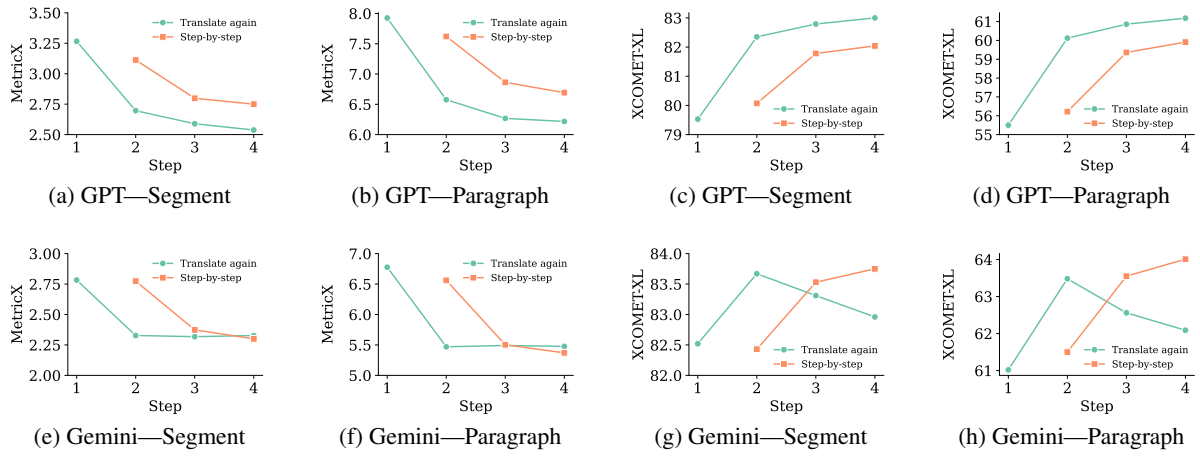 3.50
3.25
3.00
2.75
2.50
MetricX
Translate again
Step-by-step
1 2 3 4
Step
(a) GPT—Segment
8.0
7.5
7.0
6.5
6.0
MetricX
Translate again
Step-by-step
1 2 3 4
Step
(b) GPT—Paragraph
83
82
81
80
79
XCOMET-XL
Translate again
Step-by-step
1 2 3 4
Step
(c) GPT—Segment
61
60
59
58
57
56
55
XCOMET-XL
Translate again
Step-by-step
1 2 3 4
Step
(d) GPT—Paragraph
3.00
2.75
2.50
2.25
2.00
MetricX
Translate again
Step-by-step
1 2 3 4
Step
(e) Gemini—Segment
7.0
6.5
6.0
5.5
5.0
MetricX
Translate again
Step-by-step
1 2 3 4
Step
(f) Gemini—Paragraph
84.0
83.5
83.0
82.5
82.0
XCOMET-XL
Translate again
Step-by-step
1 2 3 4
Step
(g) Gemini—Segment
64
63
62
61
XCOMET-XL
Translate again
Step-by-step
1 2 3 4
Step
(h) Gemini—Paragraph